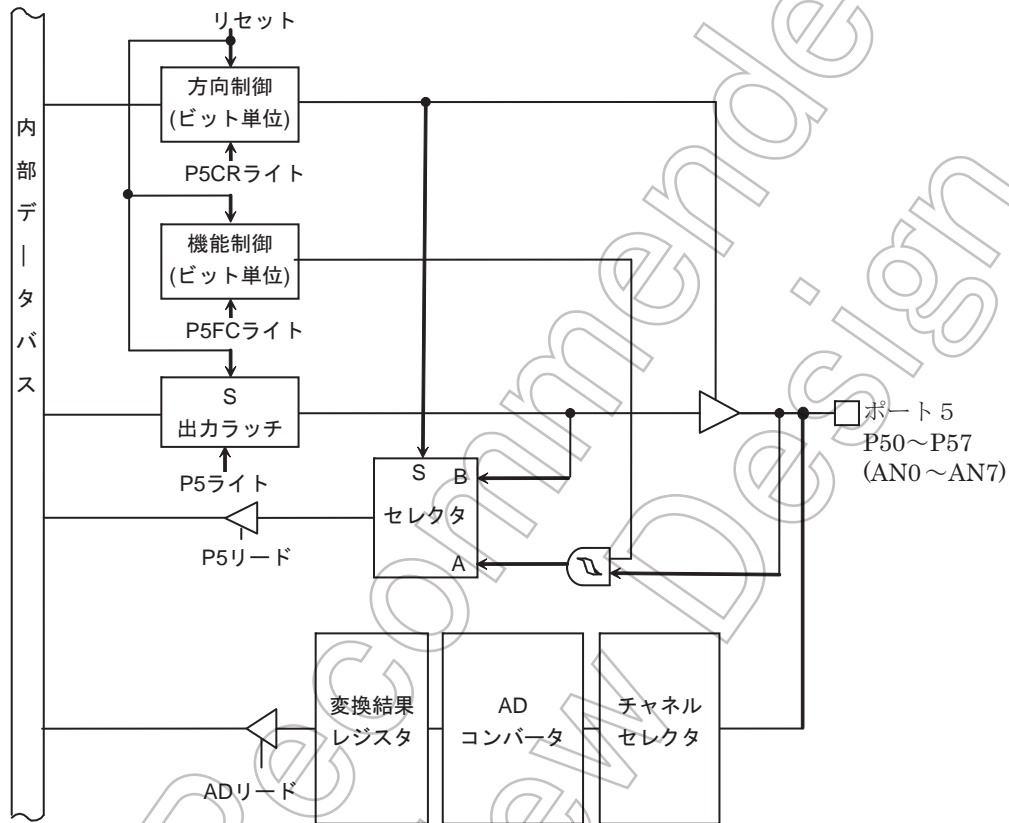 リセット
方向制御
(ビット単位)
P5CRライト
内部データバス
機能制御
(ビット単位)
P5FCライト
S
出力ラッチ
P5ライト
ポート5
P50～P57
(AN0～AN7)
S
B
セレクタ
A
P5リード
変換結果
レジスタ
AD
コンバータ
チャネル
セレクタ
ADリード
Recommende
w Design